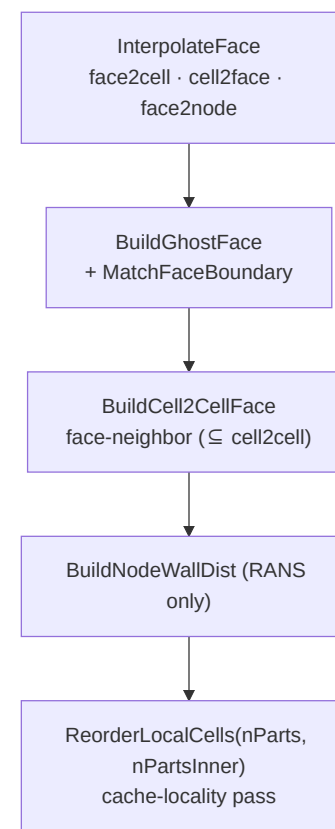 InterpolateFace
face2cell · cell2face ·
face2node
BuildGhostFace
+ MatchFaceBoundary
BuildCell2CellFace
face-neighbor (⊆ cell2cell)
BuildNodeWallDist (RANS
only)
ReorderLocalCells(nParts,
nPartsInner)
cache-locality pass